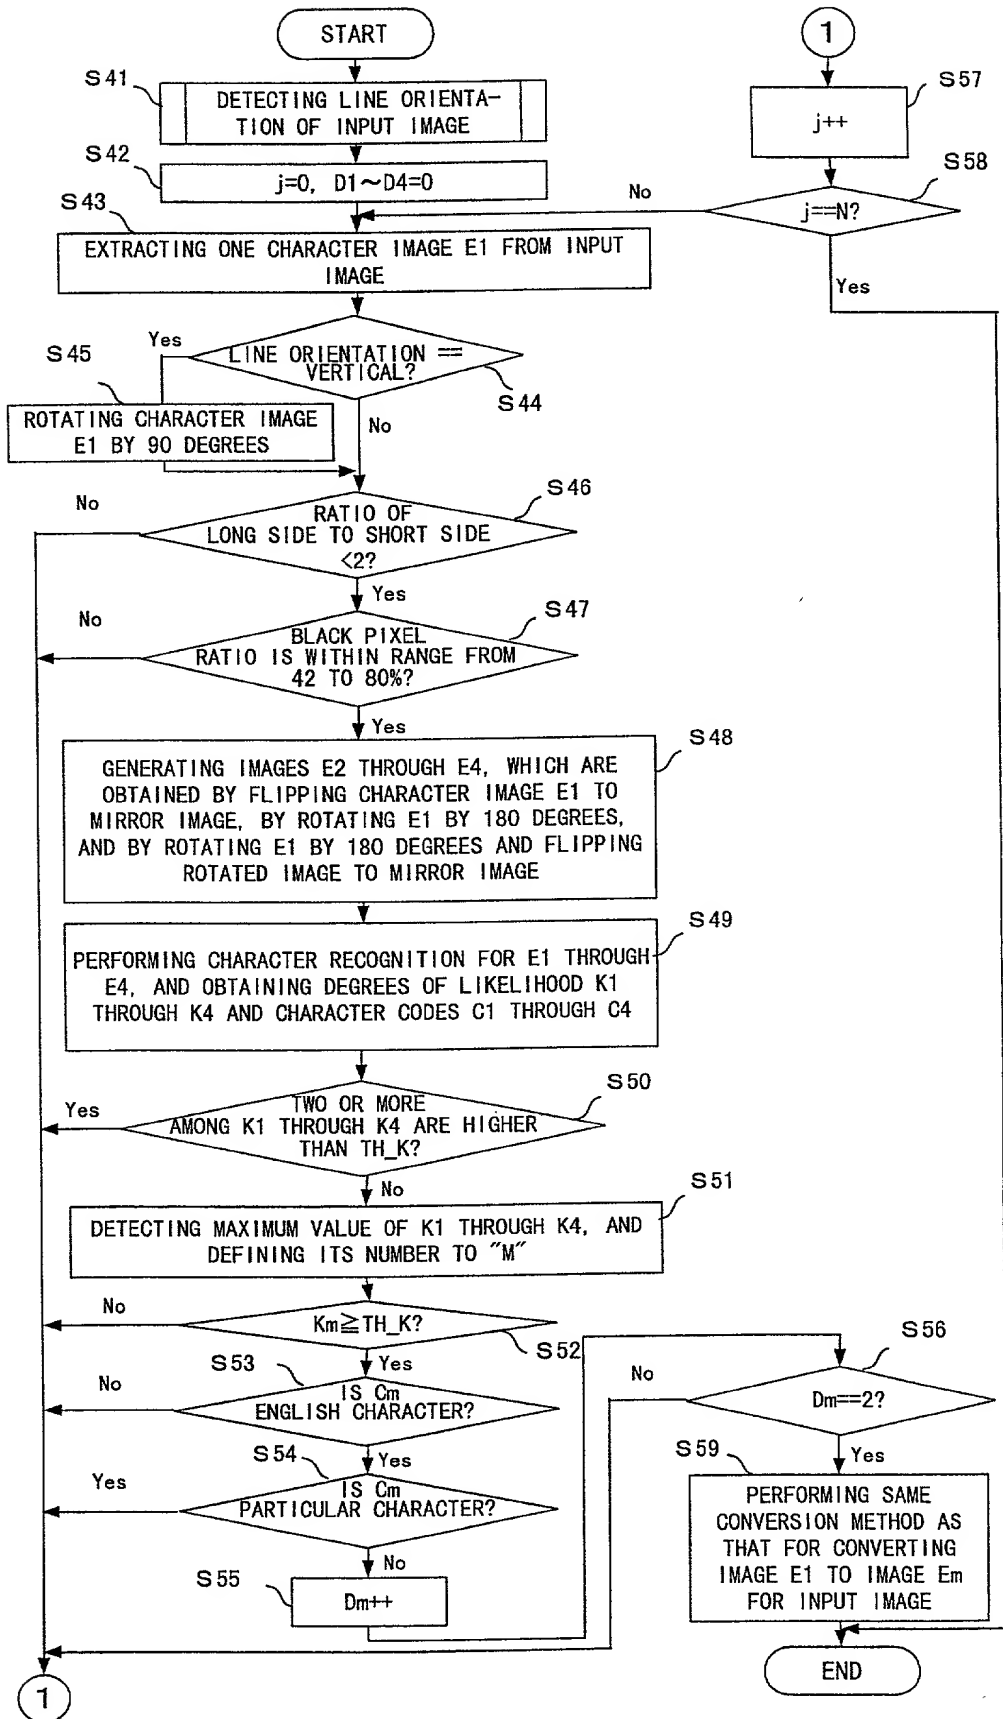 START
S41
DETECTING LINE ORIENTA-
TION OF INPUT IMAGE
S42
j=0, D1～D4=0
S43
EXTRACTING ONE CHARACTER IMAGE E1 FROM INPUT
IMAGE
Yes
LINE ORIENTATION ==
VERTICAL?
S44
S45
ROTATING CHARACTER IMAGE
E1 BY 90 DEGREES
No
S46
No
RATIO OF
LONG SIDE TO SHORT SIDE
<2?
Yes
S47
No
BLACK PIXEL
RATIO IS WITHIN RANGE FROM
42 TO 80%?
Yes
S48
GENERATING IMAGES E2 THROUGH E4, WHICH ARE
OBTAINED BY FLIPPING CHARACTER IMAGE E1 TO
MIRROR IMAGE, BY ROTATING E1 BY 180 DEGREES,
AND BY ROTATING E1 BY 180 DEGREES AND FLIPPING
ROTATED IMAGE TO MIRROR IMAGE
S49
PERFORMING CHARACTER RECOGNITION FOR E1 THROUGH
E4, AND OBTAINING DEGREES OF LIKELIHOOD K1
THROUGH K4 AND CHARACTER CODES C1 THROUGH C4
S50
Yes
TWO OR MORE
AMONG K1 THROUGH K4 ARE HIGHER
THAN TH_K?
No
S51
DETECTING MAXIMUM VALUE OF K1 THROUGH K4, AND
DEFINING ITS NUMBER TO "M"
No
Km≧TH_K?
S52
Yes
S53
No
IS Cm
ENGLISH CHARACTER?
Yes
S54
Yes
IS Cm
PARTICULAR CHARACTER?
No
S55
Dm++
1
1
S57
j++
S58
No
j==N?
Yes
S56
No
Dm==2?
Yes
S59
PERFORMING SAME
CONVERSION METHOD AS
THAT FOR CONVERTING
IMAGE E1 TO IMAGE Em
FOR INPUT IMAGE
END